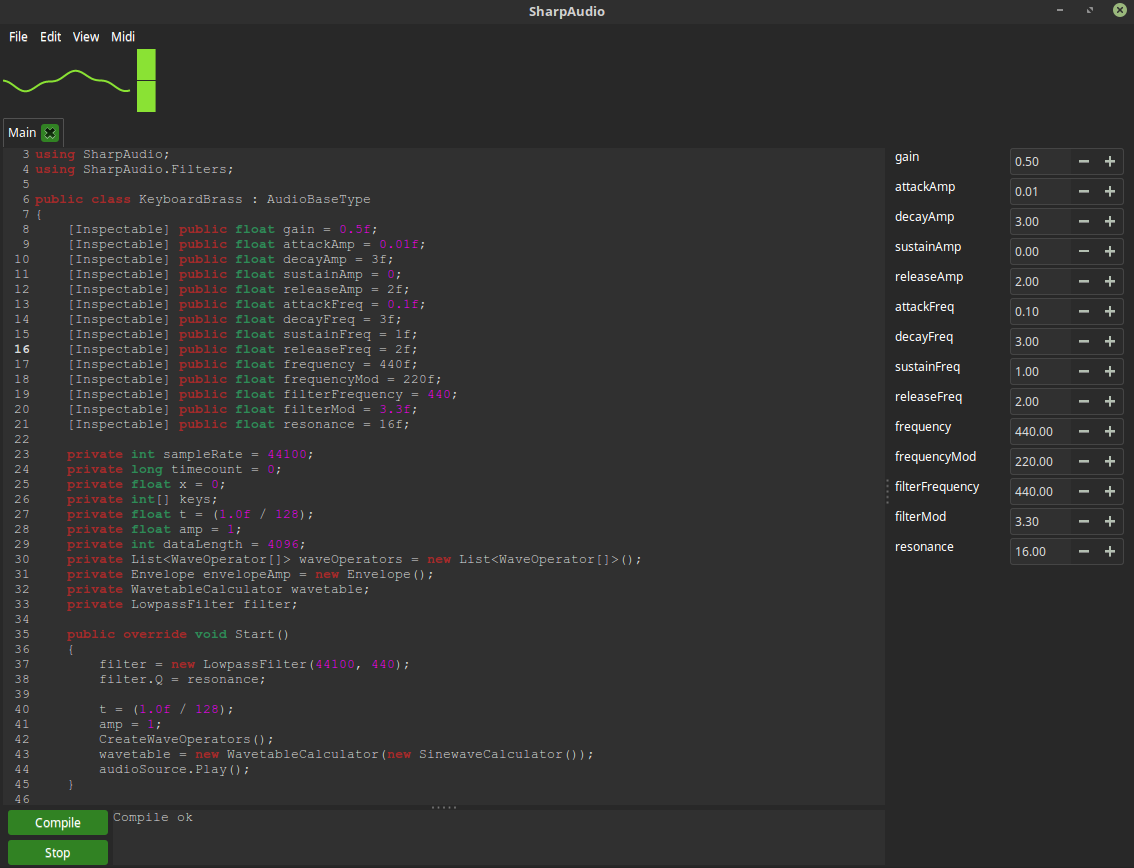 SharpAudio
File Edit View Midi
Main
3 using SharpAudio;
4 using SharpAudio.Filters;
5
6 public class KeyboardBrass : AudioBaseType
7 {
8 [Inspectable] public float gain = 0.5f;
9 [Inspectable] public float attackAmp = 0.01f;
10 [Inspectable] public float decayAmp = 3f;
11 [Inspectable] public float sustainAmp = 0;
12 [Inspectable] public float releaseAmp = 2f;
13 [Inspectable] public float attackFreq = 0.1f;
14 [Inspectable] public float decayFreq = 3f;
15 [Inspectable] public float sustainFreq = 1f;
16 [Inspectable] public float releaseFreq = 2f;
17 [Inspectable] public float frequency = 440f;
18 [Inspectable] public float frequencyMod = 220f;
19 [Inspectable] public float filterFrequency = 440;
20 [Inspectable] public float filterMod = 3.3f;
21 [Inspectable] public float resonance = 16f;
22
23 private int sampleRate = 44100;
24 private long timecount = 0;
25 private float x = 0;
26 private int[] keys;
27 private float t = (1.0f / 128);
28 private float amp = 1;
29 private int dataLength = 4096;
30 private List<WaveOperator[]> waveOperators = new List<WaveOperator[]>();
31 private Envelope envelopeAmp = new Envelope();
32 private WavetableCalculator wavetable;
33 private LowpassFilter filter;
34
35 public override void Start()
36 {
37 filter = new LowpassFilter(44100, 440);
38 filter.Q = resonance;
39
40 t = (1.0f / 128);
41 amp = 1;
42 CreateWaveOperators();
43 wavetable = new WavetableCalculator(new SinewaveCalculator());
44 audioSource.Play();
45 }
46
gain 0.50 − +
attackAmp 0.01 − +
decayAmp 3.00 − +
sustainAmp 0.00 − +
releaseAmp 2.00 − +
attackFreq 0.10 − +
decayFreq 3.00 − +
sustainFreq 1.00 − +
releaseFreq 2.00 − +
frequency 440.00 − +
frequencyMod 220.00 − +
filterFrequency 440.00 − +
filterMod 3.30 − +
resonance 16.00 − +
Compile
Compile ok
Stop